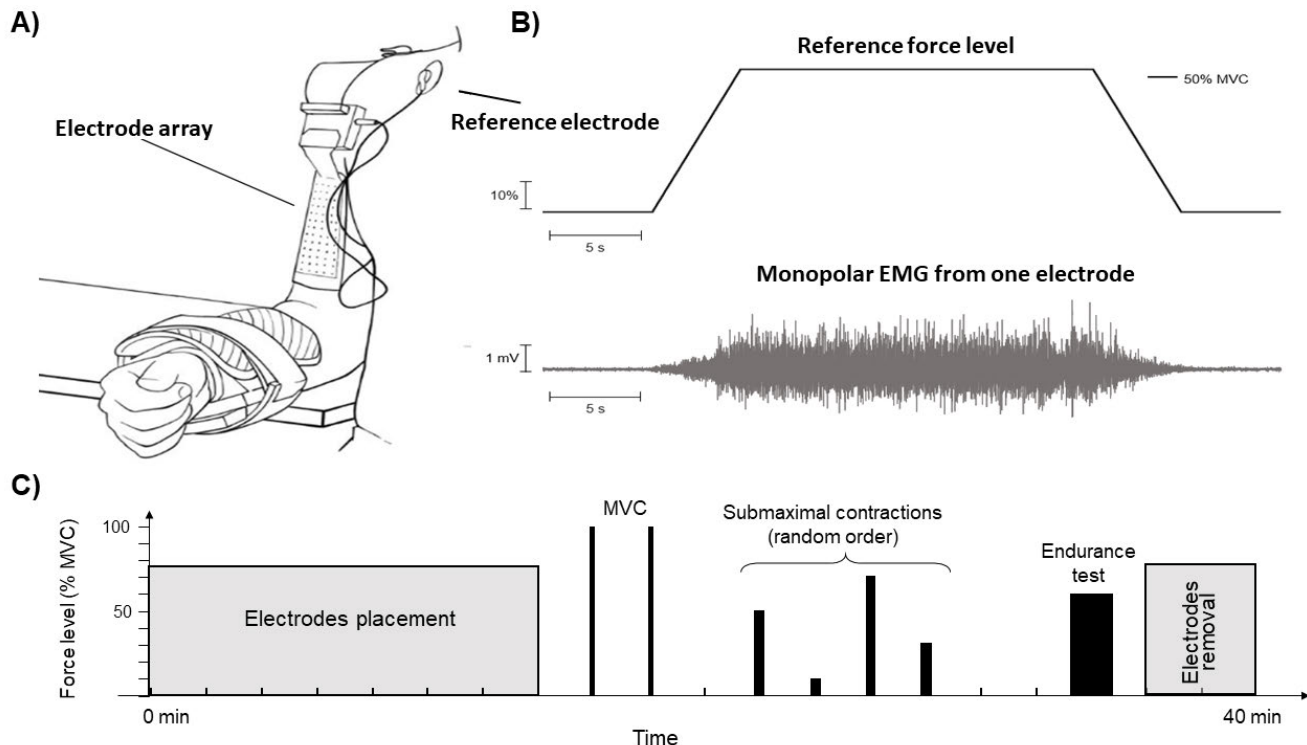 A)
Electrode array
Reference electrode
B)
Reference force level
50% MVC
10%
5 s
Monopolar EMG from one electrode
1 mV
5 s
C)
Force level (% MVC)
100
50
Electrodes placement
MVC
Submaximal contractions
(random order)
Endurance
test
Electrodes
removal
0 min
40 min
Time